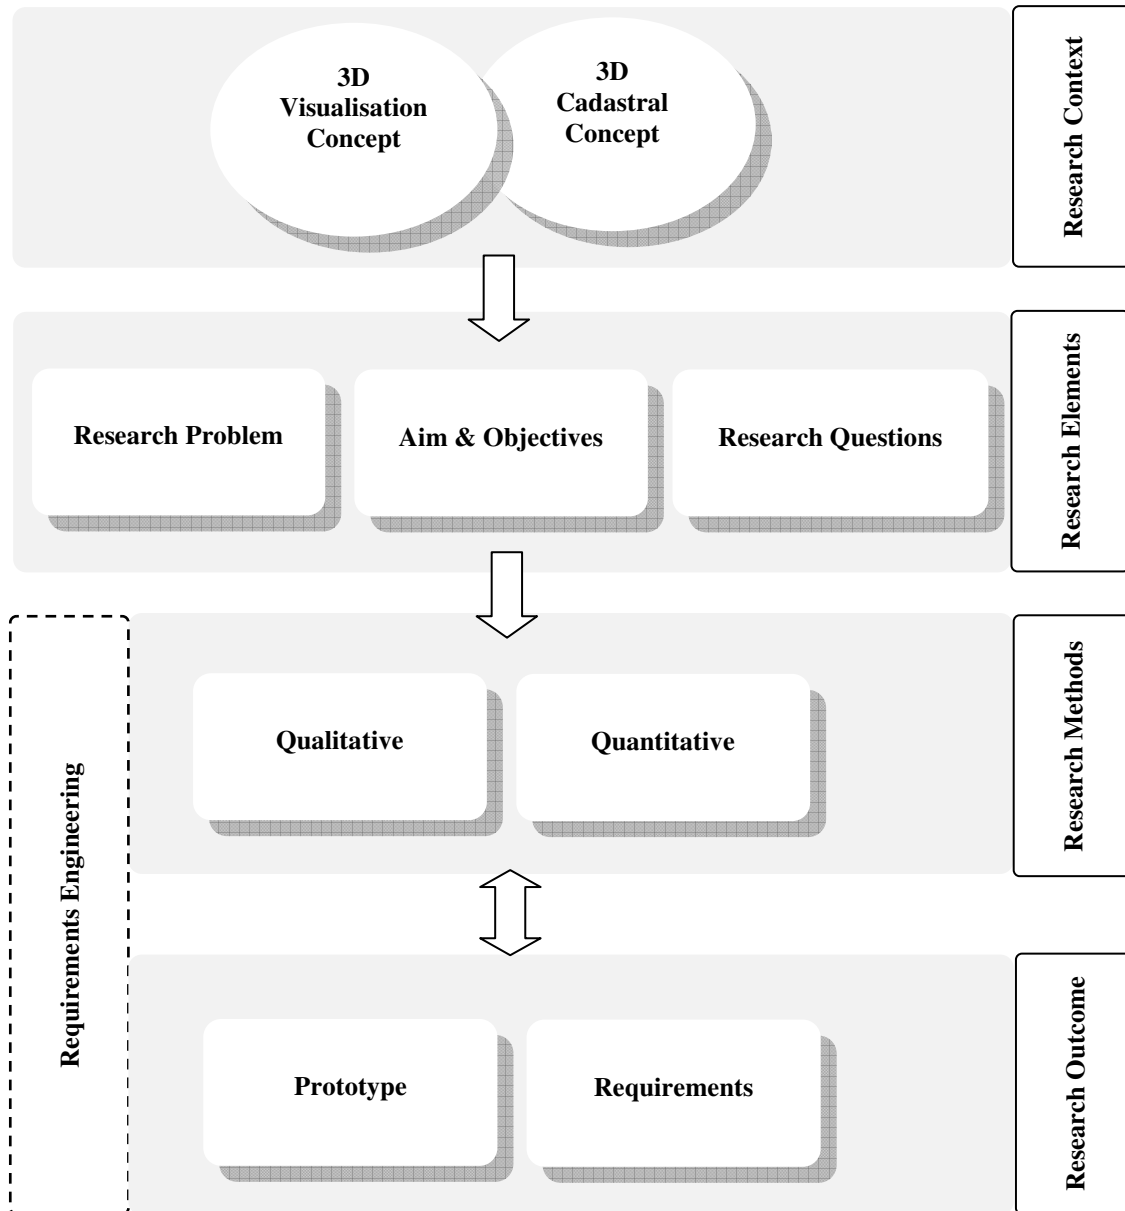 3D
Visualisation
Concept
3D
Cadastral
Concept
Research Context
Research Problem
Aim & Objectives
Research Questions
Research Elements
Requirements Engineering
Qualitative
Quantitative
Research Methods
Prototype
Requirements
Research Outcome